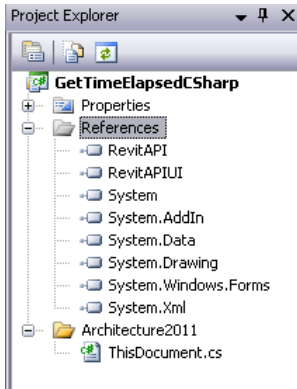 Project Explorer
GetTimeElapsedCSharp
Properties
References
RevitAPI
RevitAPIUI
System
System.AddIn
System.Data
System.Drawing
System.Windows.Forms
System.Xml
Architecture2011
ThisDocument.cs